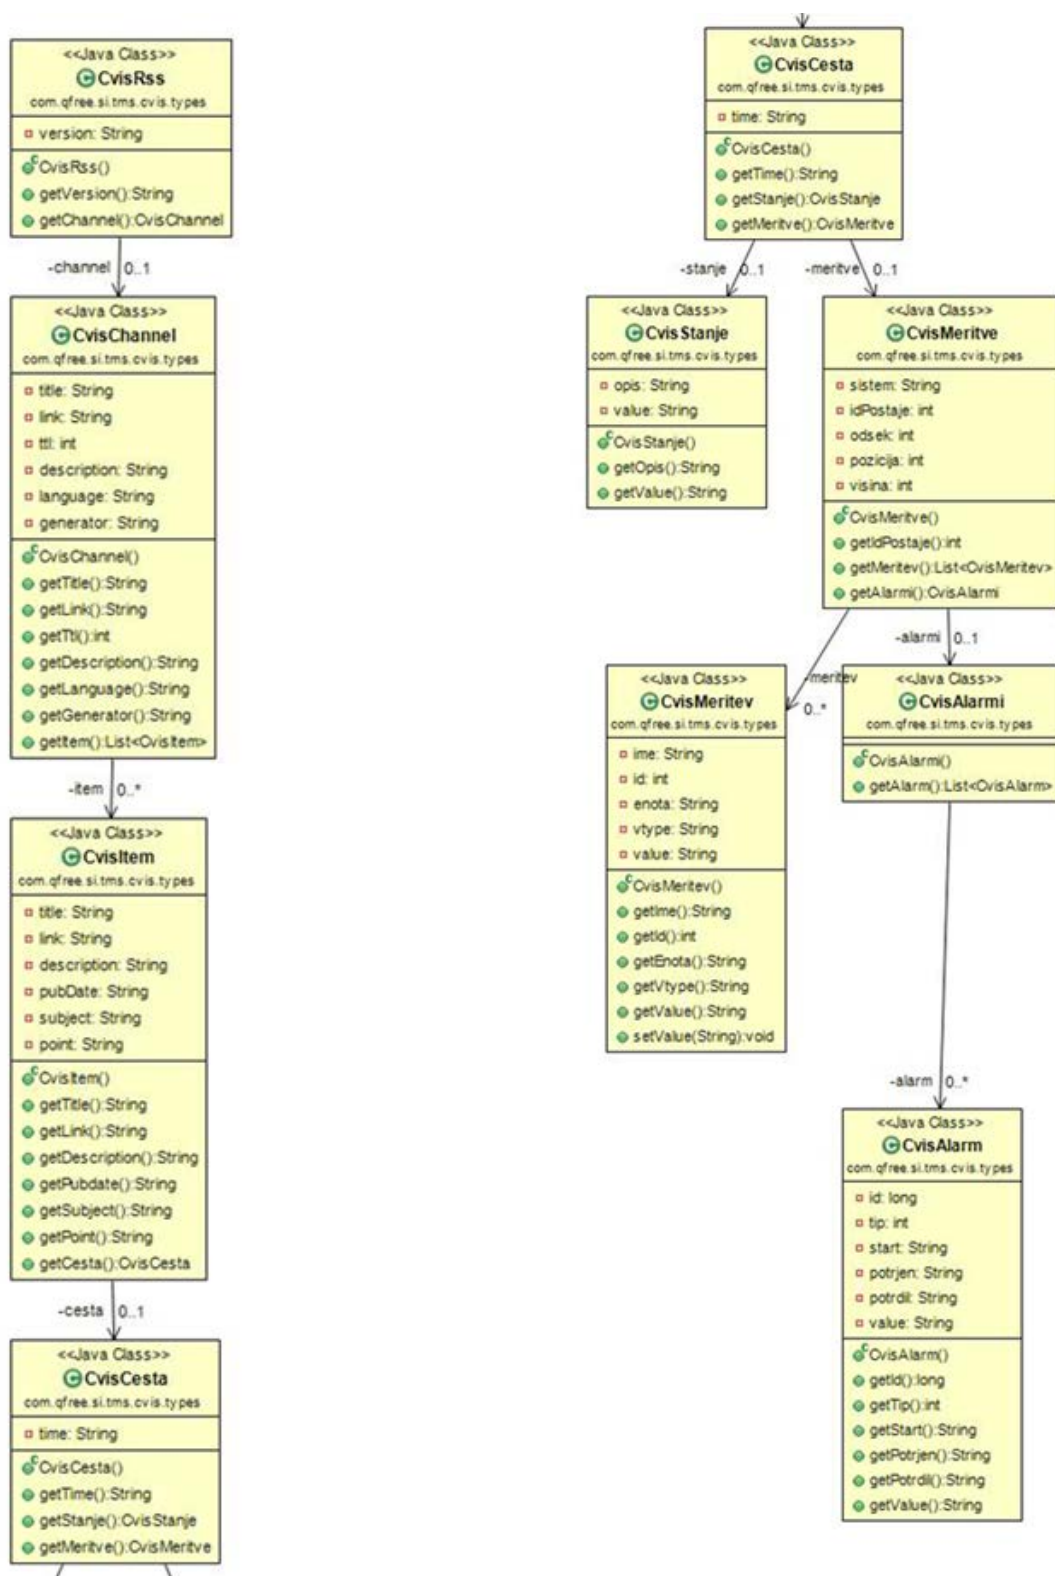 <<Java Class>>
CvisRss
com.qfree.si.tms.cvis.types
version: String
CvisRss()
getVersion():String
getChannel():CvisChannel
-channel 0..1
<<Java Class>>
CvisChannel
com.qfree.si.tms.cvis.types
title: String
link: String
ttl: int
description: String
language: String
generator: String
CvisChannel()
getTitle():String
getLink():String
getTtl():int
getDescription():String
getLanguage():String
getGenerator():String
getItem():List<CvisItem>
-item 0..*
<<Java Class>>
CvisItem
com.qfree.si.tms.cvis.types
title: String
link: String
description: String
pubDate: String
subject: String
point: String
CvisItem()
getTitle():String
getLink():String
getDescription():String
getPubdate():String
getSubject():String
getPoint():String
getCesta():CvisCesta
-cesta 0..1
<<Java Class>>
CvisCesta
com.qfree.si.tms.cvis.types
time: String
CvisCesta()
getTime():String
getStanje():CvisStanje
getMeritve():CvisMeritve
<<Java Class>>
CvisCesta
com.qfree.si.tms.cvis.types
time: String
CvisCesta()
getTime():String
getStanje():CvisStanje
getMeritve():CvisMeritve
-stanje 0..1
-meritve 0..1
<<Java Class>>
CvisStanje
com.qfree.si.tms.cvis.types
opis: String
value: String
CvisStanje()
getOpis():String
getValue():String
<<Java Class>>
CvisMeritve
com.qfree.si.tms.cvis.types
sistem: String
idPostaje: int
odsek: int
pozicija: int
visina: int
CvisMeritve()
getIdPostaje():int
getMeritev():List<CvisMeritev>
getAlarmi():CvisAlarmi
-meritev 0..*
-alarmi 0..1
<<Java Class>>
CvisMeritev
com.qfree.si.tms.cvis.types
ime: String
id: int
enota: String
vtype: String
value: String
CvisMeritev()
getIme():String
getId():int
getEnota():String
getVtype():String
getValue():String
setValue(String):void
<<Java Class>>
CvisAlarmi
com.qfree.si.tms.cvis.types
CvisAlarmi()
getAlarm():List<CvisAlarm>
-alarm 0..*
<<Java Class>>
CvisAlarm
com.qfree.si.tms.cvis.types
id: long
tip: int
start: String
potrjen: String
potrdil: String
value: String
CvisAlarm()
getId():long
getTip():int
getStart():String
getPotrjen():String
getPotrdil():String
getValue():String